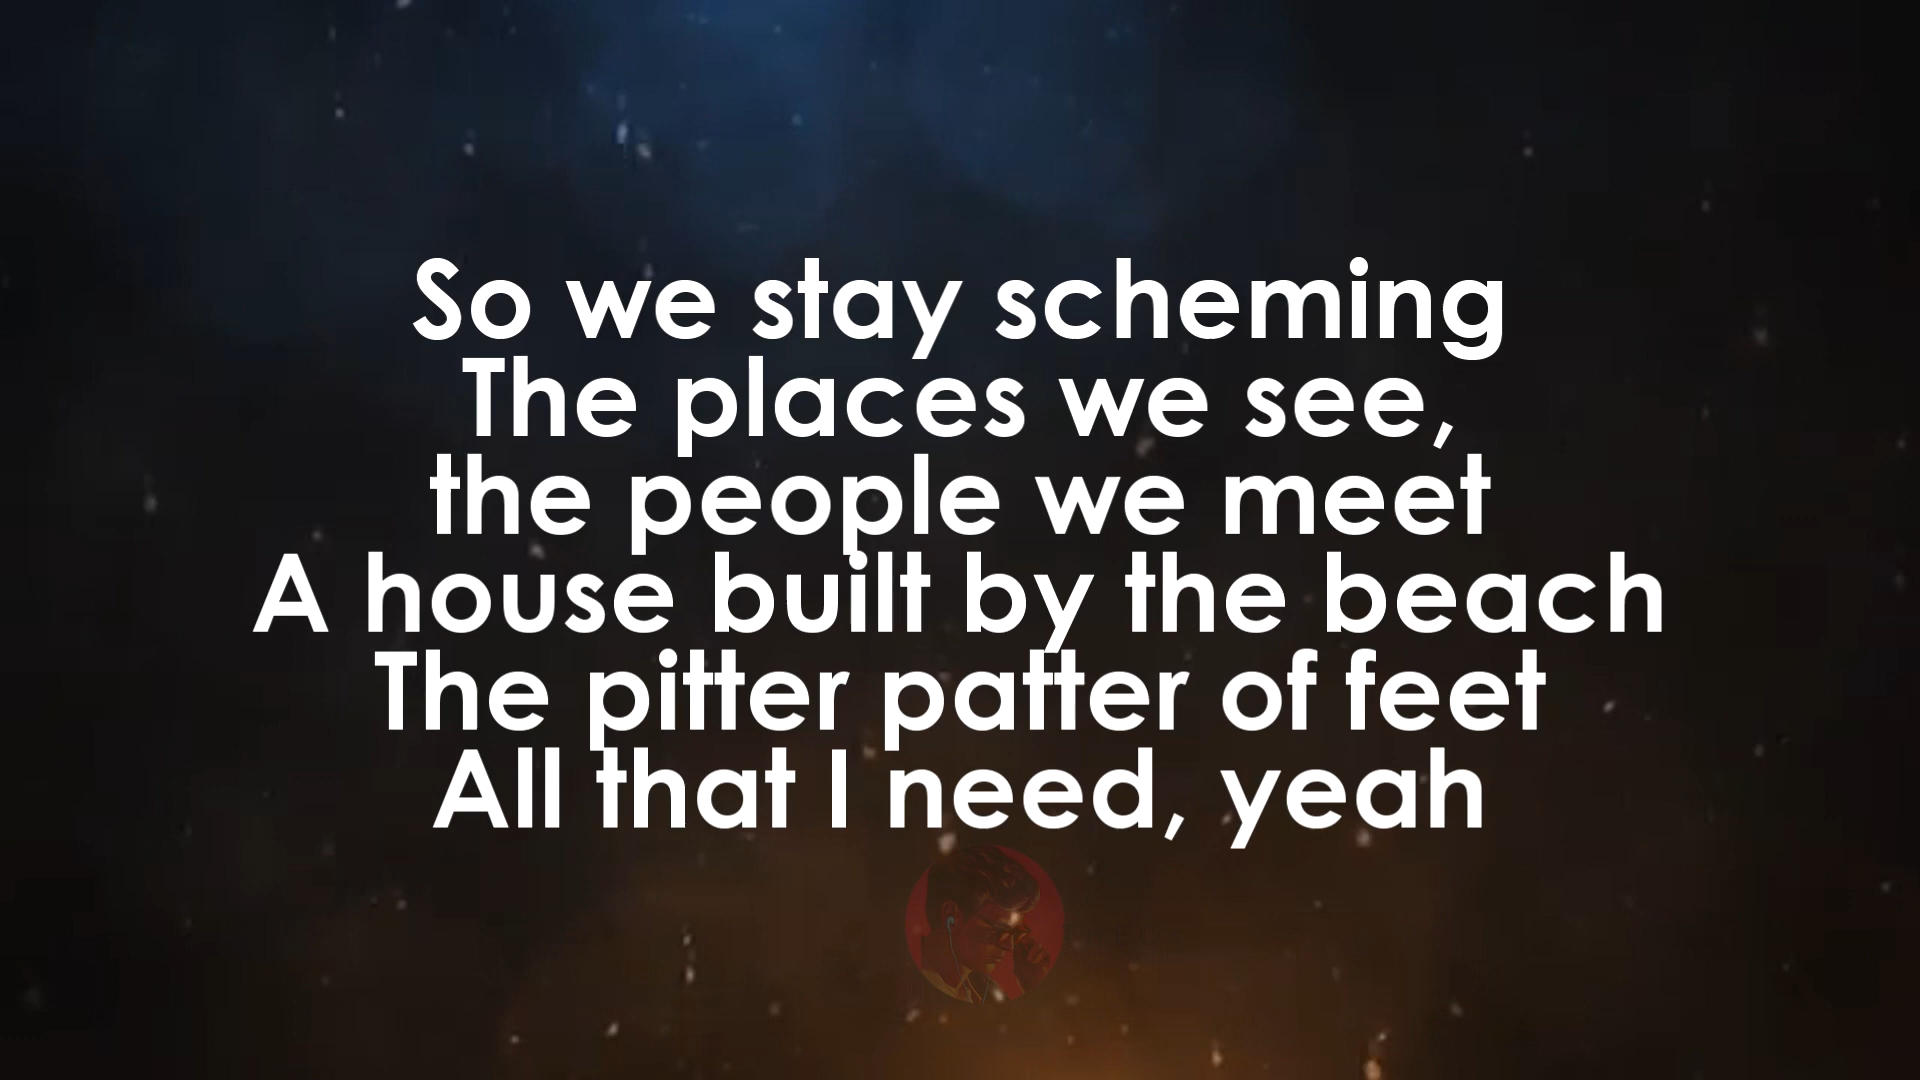 So we stay scheming
The places we see,
the people we meet
A house built by the beach
The pitter patter of feet
All that I need, yeah